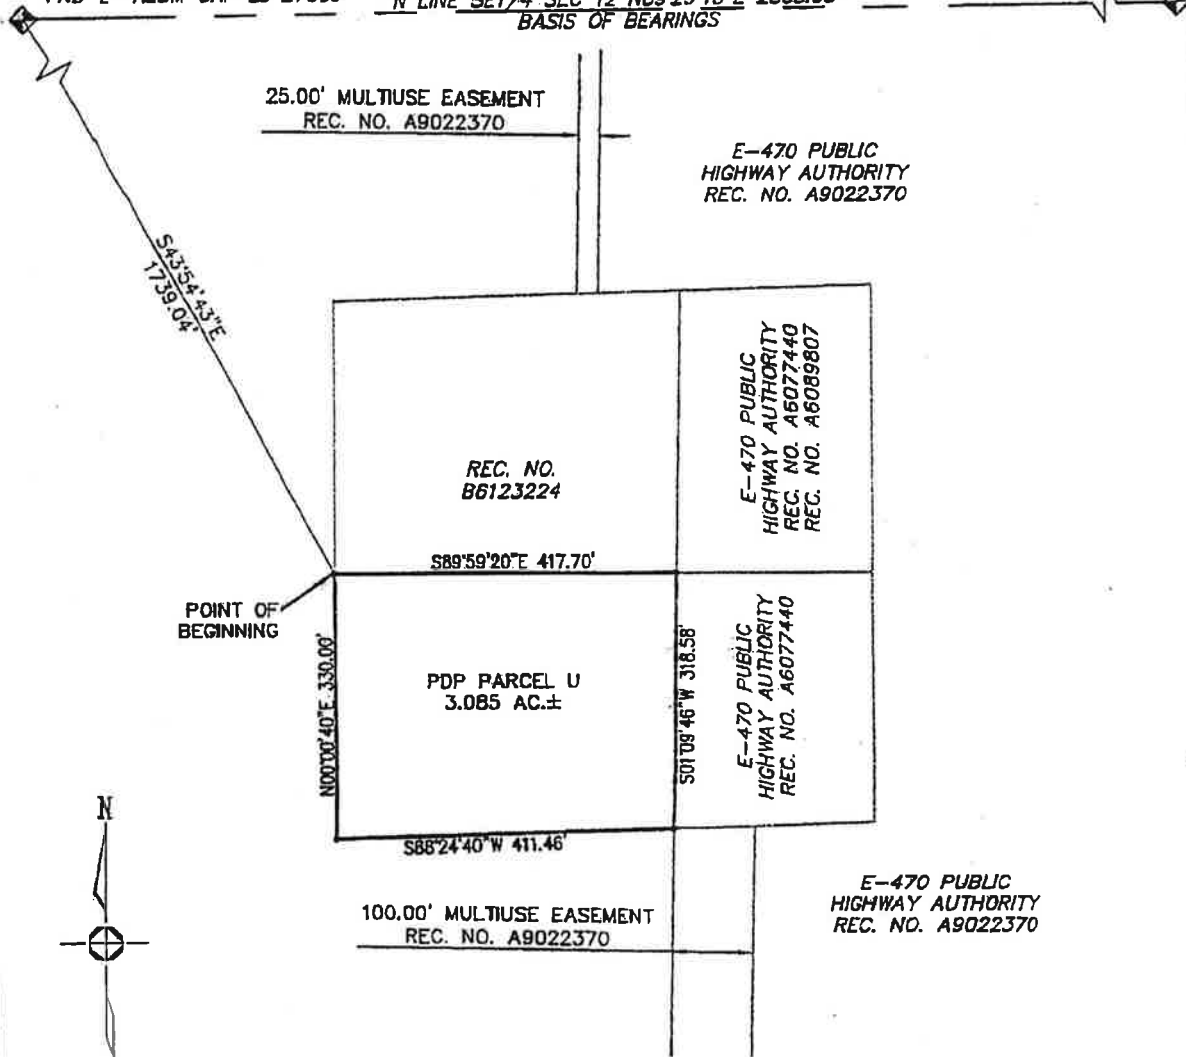 BASIS OF BEARINGS
25.00' MULTIUSE EASEMENT
REC. NO. A9022370
E-470 PUBLIC
HIGHWAY AUTHORITY
REC. NO. A9022370
S43°54'43"E
1739.04'
E-470 PUBLIC
HIGHWAY AUTHORITY
REC. NO. A6077440
REC. NO. A6089807
REC. NO.
B6123224
S89°59'20"E 417.70'
POINT OF
BEGINNING
N00°00'40"E 330.00'
PDP PARCEL U
3.085 AC.±
S01°09'46"W 318.58'
E-470 PUBLIC
HIGHWAY AUTHORITY
REC. NO. A6077440
N
S88°24'40"W 411.46'
100.00' MULTIUSE EASEMENT
REC. NO. A9022370
E-470 PUBLIC
HIGHWAY AUTHORITY
REC. NO. A9022370